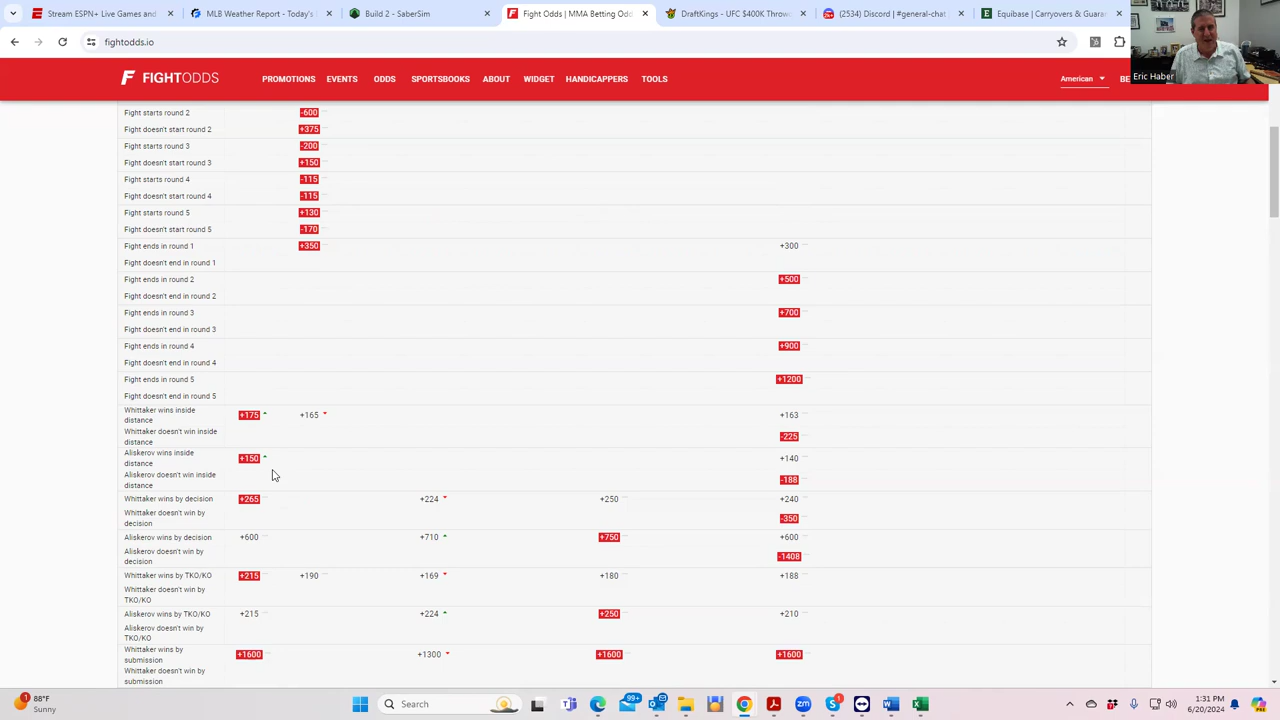 Stream ESPN+ Live Games and
MLB Weather Report - Today's
Build 2 - SaberSim
Fight Odds | MMA Betting Odd
DraftGo
- $400K Throw
(2534) Dis
neral-chat
Equibase | Carryovers & Guara
fightodds.io
Eric Haber
FIGHTODDS
PROMOTIONS EVENTS ODDS SPORTSBOOKS ABOUT WIDGET HANDICAPPERS TOOLS
American
BE
Fight starts round 2 -600
Fight doesn't start round 2 +375
Fight starts round 3 -200
Fight doesn't start round 3 +150
Fight starts round 4 -115
Fight doesn't start round 4 -115
Fight starts round 5 +130
Fight doesn't start round 5 -170
Fight ends in round 1 +350 +300
Fight doesn't end in round 1
Fight ends in round 2 +500
Fight doesn't end in round 2
Fight ends in round 3 +700
Fight doesn't end in round 3
Fight ends in round 4 +900
Fight doesn't end in round 4
Fight ends in round 5 +1200
Fight doesn't end in round 5
Whittaker wins inside
distance
+175 +165 +163
Whittaker doesn't win inside
distance
-225
Aliskerov wins inside
distance
+150 +140
Aliskerov doesn't win inside
distance
-188
Whittaker wins by decision +265 +224 +250 +240
Whittaker doesn't win by
decision
-350
Aliskerov wins by decision +600 +710 +750 +600
Aliskerov doesn't win by
decision
-1408
Whittaker wins by TKO/KO +215 +190 +169 +180 +188
Whittaker doesn't win by
TKO/KO
Aliskerov wins by TKO/KO +215 +224 +250 +210
Aliskerov doesn't win by
TKO/KO
Whittaker wins by
submission
+1600 +1300 +1600 +1600
Whittaker doesn't win by
submission
88°F
Sunny
Search
99+
1:31 PM
6/20/2024